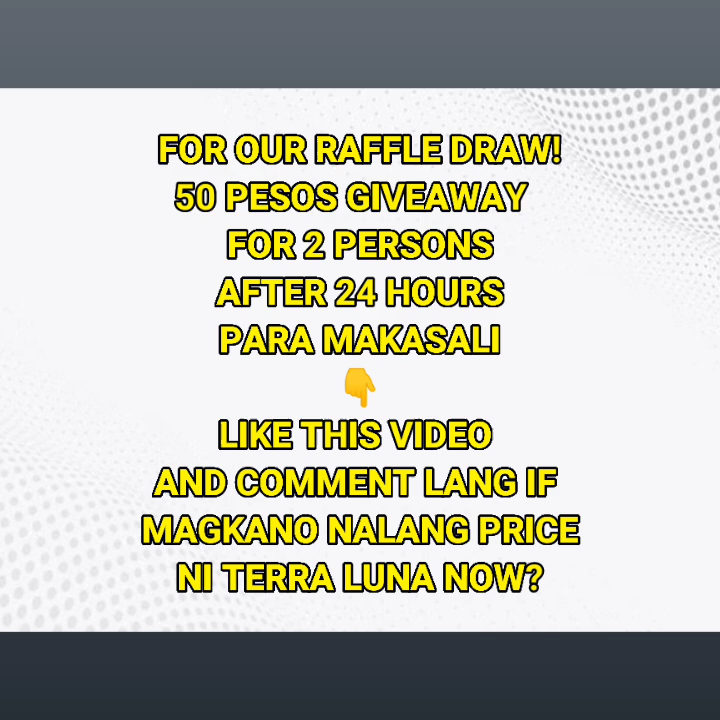 FOR OUR RAFFLE DRAW!
50 PESOS GIVEAWAY
FOR 2 PERSONS
AFTER 24 HOURS
PARA MAKASALI
👇
LIKE THIS VIDEO
AND COMMENT LANG IF
MAGKANO NALANG PRICE
NI TERRA LUNA NOW?